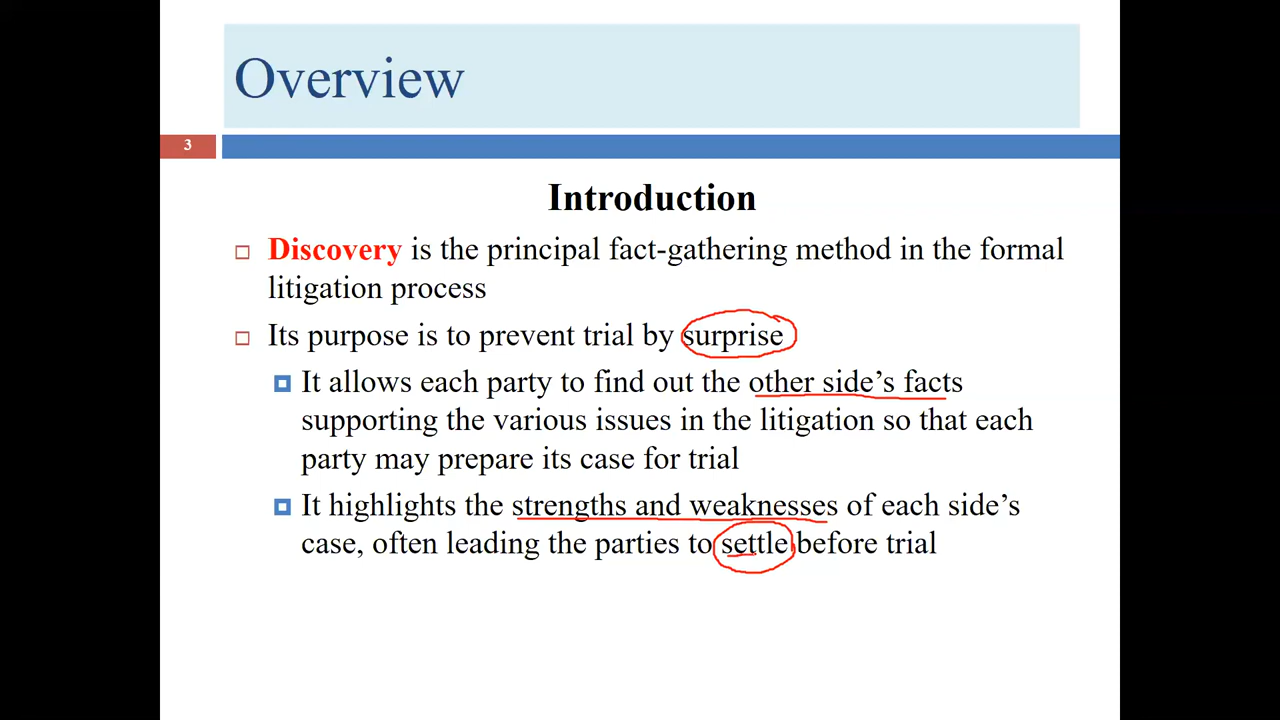 Overview
3
Introduction
Discovery is the principal fact-gathering method in the formal
litigation process
Its purpose is to prevent trial by surprise
It allows each party to find out the other side’s facts
supporting the various issues in the litigation so that each
party may prepare its case for trial
It highlights the strengths and weaknesses of each side’s
case, often leading the parties to settle before trial